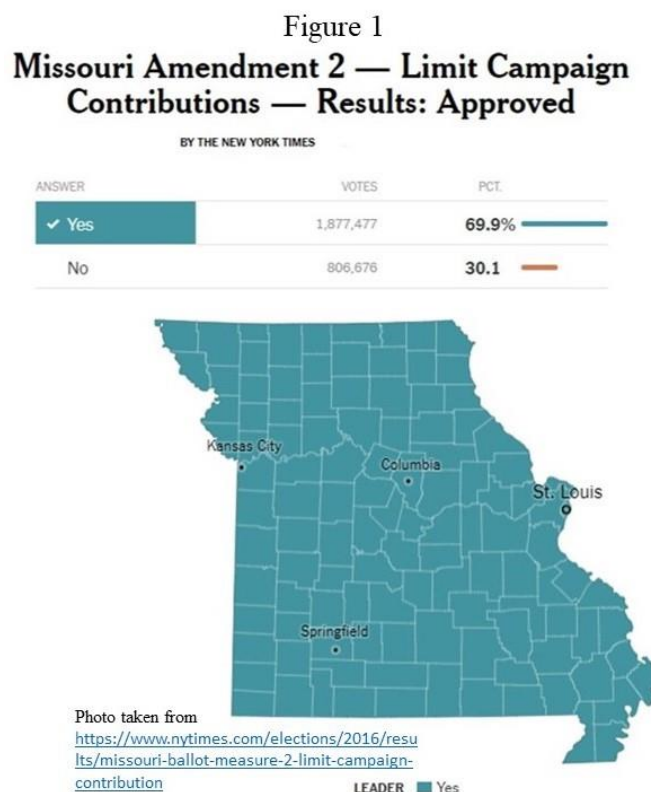 Figure 1
Missouri Amendment 2 — Limit Campaign
Contributions — Results: Approved
BY THE NEW YORK TIMES
ANSWER VOTES PCT.
✓ Yes 1,877,477 69.9%
No 806,676 30.1
Kansas City
Columbia
St. Louis
Springfield
Photo taken from
https://www.nytimes.com/elections/2016/resu
lts/missouri-ballot-measure-2-limit-campaign-
contribution
LEADER Yes